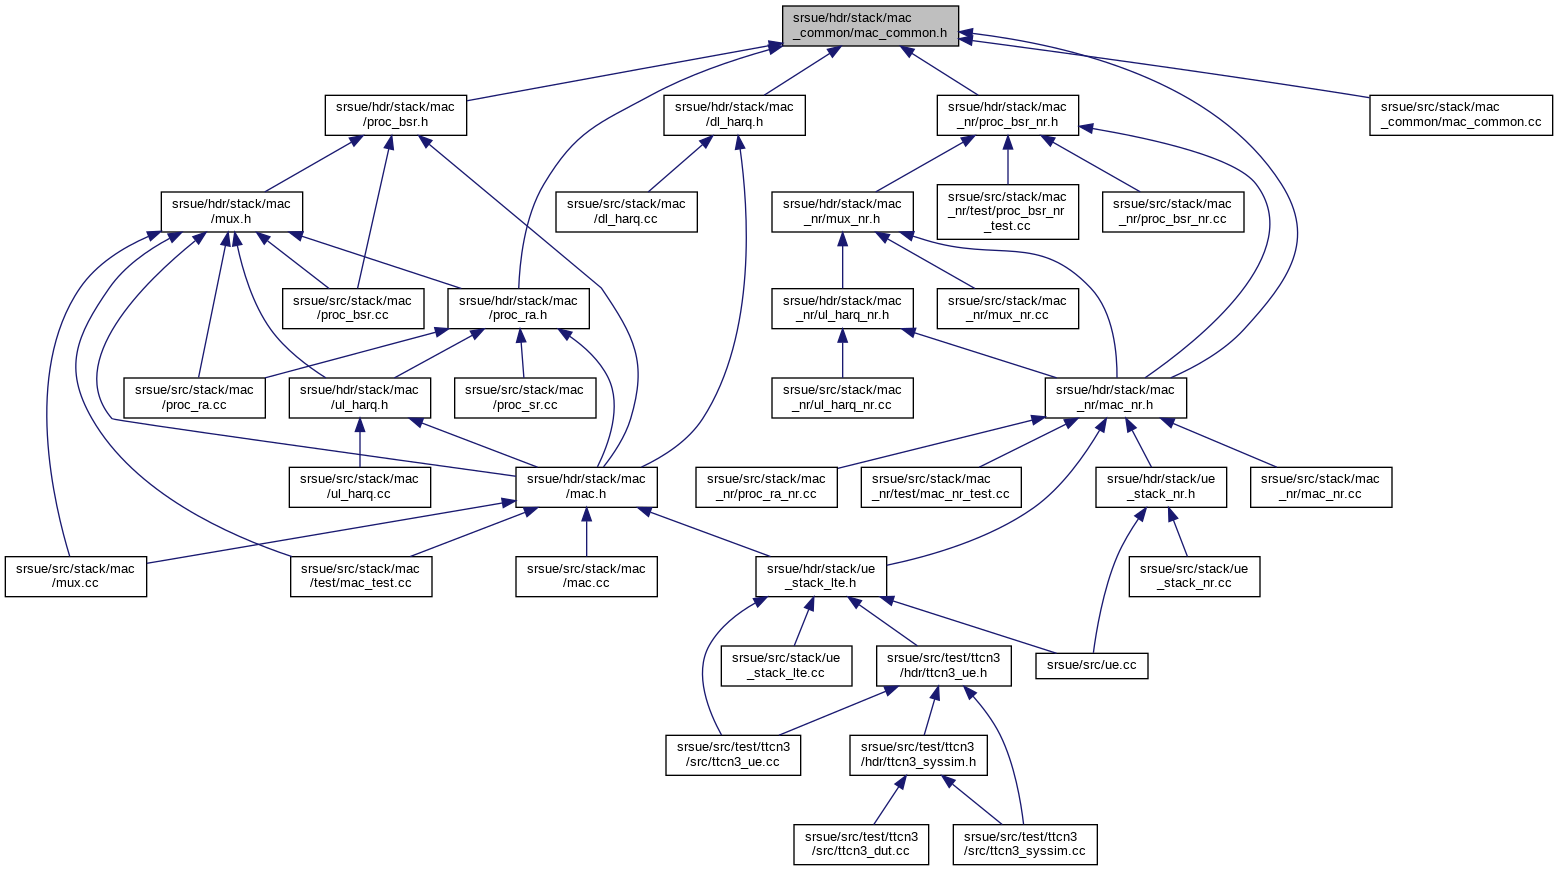 srsue/hdr/stack/mac
_common/mac_common.h
srsue/hdr/stack/mac
/proc_bsr.h
srsue/hdr/stack/mac
/dl_harq.h
srsue/hdr/stack/mac
_nr/proc_bsr_nr.h
srsue/src/stack/mac
_common/mac_common.cc
srsue/hdr/stack/mac
/mux.h
srsue/src/stack/mac
/dl_harq.cc
srsue/hdr/stack/mac
_nr/mux_nr.h
srsue/src/stack/mac
_nr/test/proc_bsr_nr
_test.cc
srsue/src/stack/mac
_nr/proc_bsr_nr.cc
srsue/src/stack/mac
/proc_bsr.cc
srsue/hdr/stack/mac
/proc_ra.h
srsue/hdr/stack/mac
_nr/ul_harq_nr.h
srsue/src/stack/mac
_nr/mux_nr.cc
srsue/src/stack/mac
/proc_ra.cc
srsue/hdr/stack/mac
/ul_harq.h
srsue/src/stack/mac
/proc_sr.cc
srsue/src/stack/mac
_nr/ul_harq_nr.cc
srsue/hdr/stack/mac
_nr/mac_nr.h
srsue/src/stack/mac
/ul_harq.cc
srsue/hdr/stack/mac
/mac.h
srsue/src/stack/mac
_nr/proc_ra_nr.cc
srsue/src/stack/mac
_nr/test/mac_nr_test.cc
srsue/hdr/stack/ue
_stack_nr.h
srsue/src/stack/mac
_nr/mac_nr.cc
srsue/src/stack/mac
/mux.cc
srsue/src/stack/mac
/test/mac_test.cc
srsue/src/stack/mac
/mac.cc
srsue/hdr/stack/ue
_stack_lte.h
srsue/src/stack/ue
_stack_nr.cc
srsue/src/stack/ue
_stack_lte.cc
srsue/src/test/ttcn3
/hdr/ttcn3_ue.h
srsue/src/ue.cc
srsue/src/test/ttcn3
/src/ttcn3_ue.cc
srsue/src/test/ttcn3
/hdr/ttcn3_syssim.h
srsue/src/test/ttcn3
/src/ttcn3_dut.cc
srsue/src/test/ttcn3
/src/ttcn3_syssim.cc